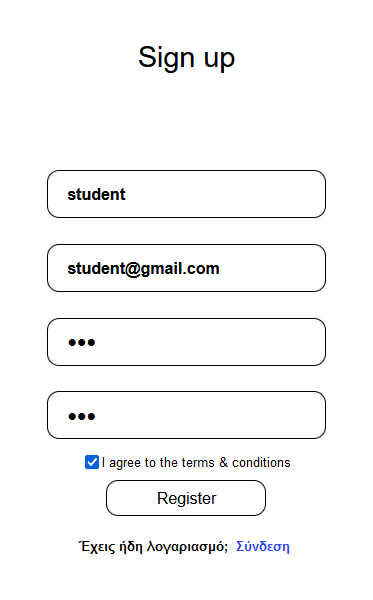 Sign up
student
student@gmail.com
●●●
●●●
I agree to the terms & conditions
Register
Έχεις ήδη λογαριασμό; Σύνδεση